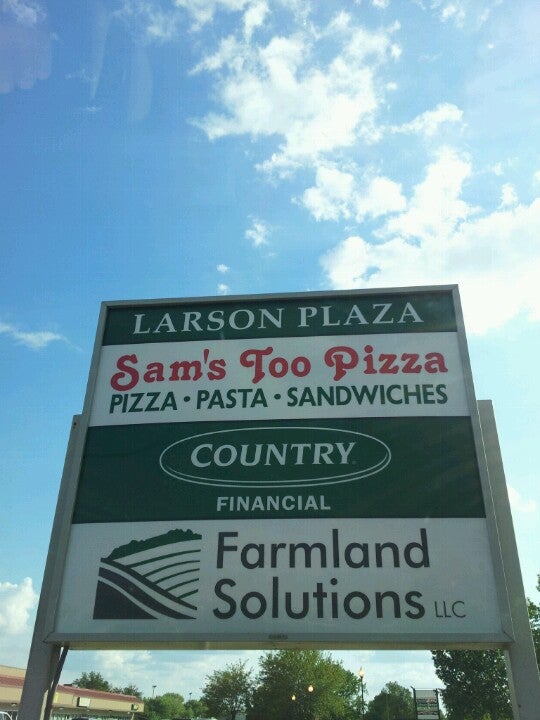 LARSON PLAZA
Sam's Too Pizza
PIZZA • PASTA • SANDWICHES
COUNTRY
FINANCIAL
Farmland
Solutions LLC